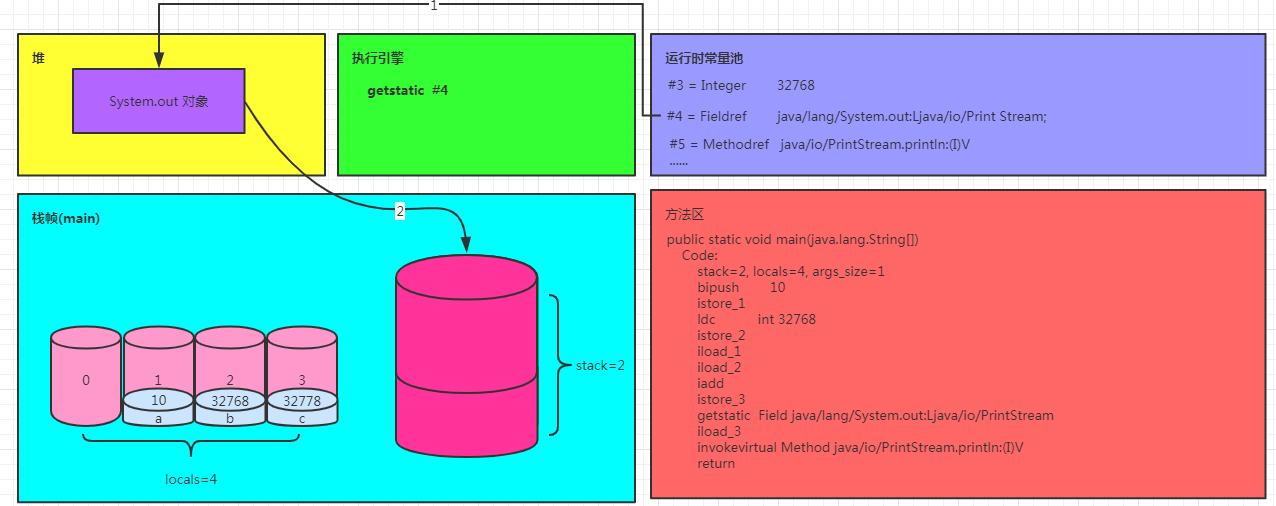 1
堆
System.out 对象
执行引擎
getstatic #4
运行时常量池
#3 = Integer 32768
#4 = Fieldref java/lang/System.out:Ljava/io/Print Stream;
#5 = Methodref java/io/PrintStream.println:(I)V
......
栈帧(main)
2
0
1
2
3
10
32768
32778
a
b
c
locals=4
stack=2
方法区
public static void main(java.lang.String[])
Code:
stack=2, locals=4, args_size=1
bipush 10
istore_1
ldc int 32768
istore_2
iload_1
iload_2
iadd
istore_3
getstatic Field java/lang/System.out:Ljava/io/PrintStream
iload_3
invokevirtual Method java/io/PrintStream.println:(I)V
return